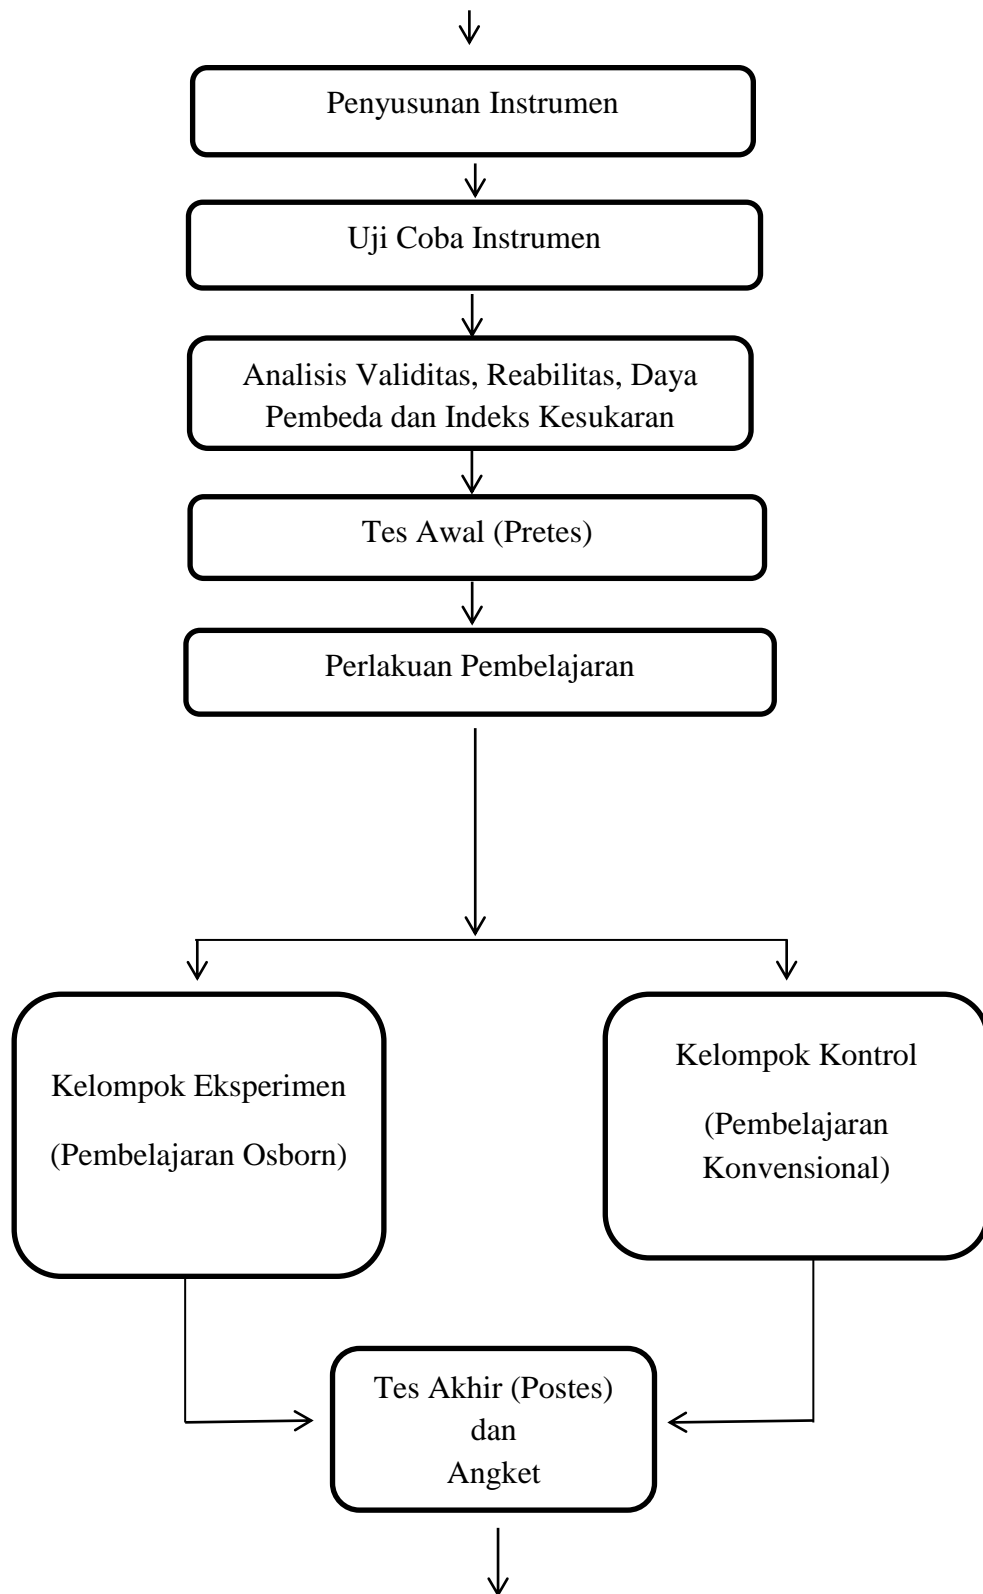 Penyusunan Instrumen
Uji Coba Instrumen
Analisis Validitas, Reabilitas, Daya
Pembeda dan Indeks Kesukaran
Tes Awal (Pretes)
Perlakuan Pembelajaran
Kelompok Eksperimen
(Pembelajaran Osborn)
Kelompok Kontrol
(Pembelajaran
Konvensional)
Tes Akhir (Postes)
dan
Angket